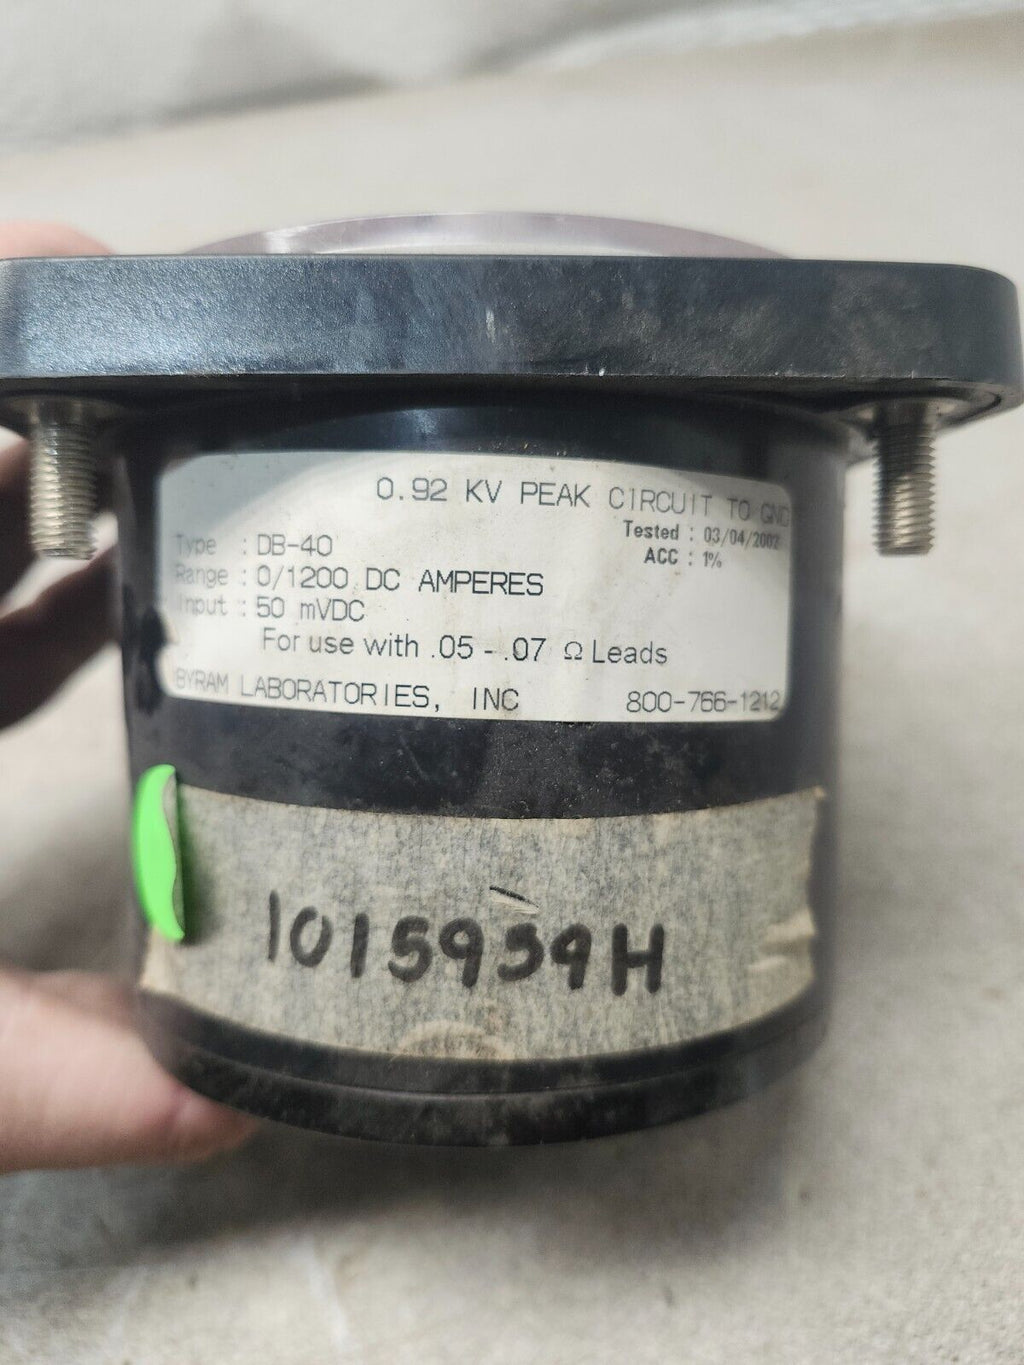 0.92 KV PEAK CIRCUIT TO GND
Tested : 03/04/2002
ACC : 1%
Type : DB-40
Range : 0/1200 DC AMPERES
Input : 50 mVDC
For use with .05 - .07 Ω Leads
BYRAM LABORATORIES, INC 800-766-1212
1015939H